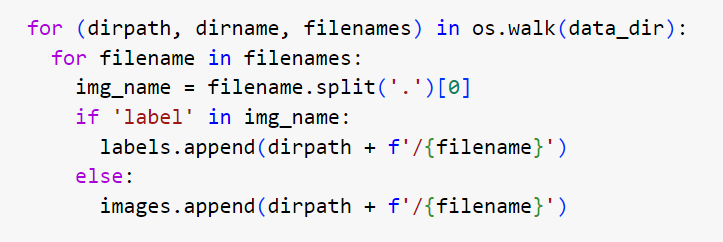 for (dirpath, dirname, filenames) in os.walk(data_dir):
  for filename in filenames:
    img_name = filename.split('.')[0]
    if 'label' in img_name:
      labels.append(dirpath + f'/{filename}')
    else:
      images.append(dirpath + f'/{filename}')